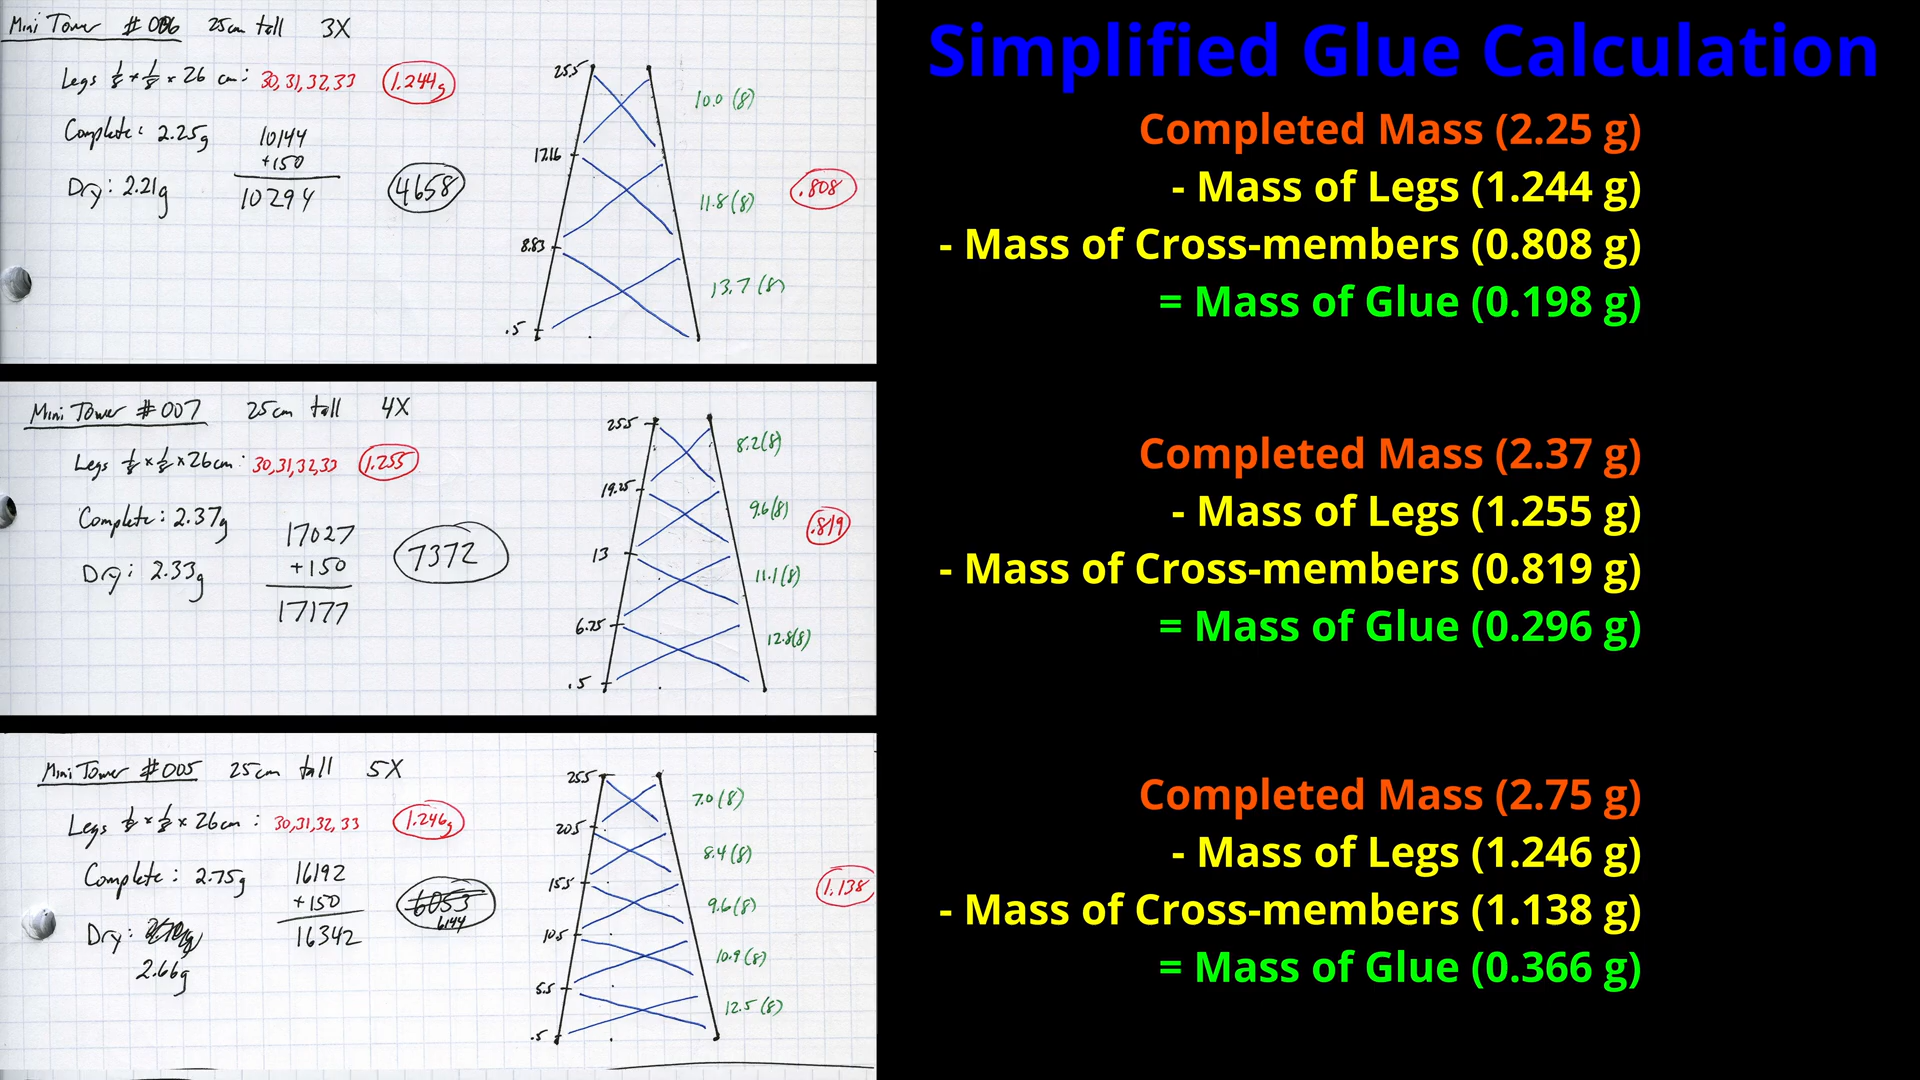 Mini Tower #006 25cm tall 3X
Legs 1/8 x 1/8 x 26 cm: 30,31,32,33 1.244g
Complete: 2.25g
10144
+150
10294
Dry: 2.21g
4658
25.5
17.16
8.83
.5
10.0 (8)
11.8 (8)
13.7 (8)
.808
Mini Tower #007 25cm tall 4X
Legs 1/8 x 1/8 x 26cm: 30,31,32,33 1.255
Complete: 2.37g
17027
+150
17177
Dry: 2.33g
7372
25.5
19.25
13
6.75
.5
8.2(8)
9.6(8)
11.1(8)
12.8(8)
.819
Mini Tower #005 25cm tall 5X
Legs 1/8 x 1/8 x 26cm: 30,31,32,33 1.246g
Complete: 2.75g
16192
+150
16342
Dry:
2.66g
6053
6144
25.5
20.5
15.5
10.5
5.5
.5
7.0 (8)
8.4 (8)
9.6 (8)
10.9 (8)
12.5 (8)
1.138
Simplified Glue Calculation
Completed Mass (2.25 g)
- Mass of Legs (1.244 g)
- Mass of Cross-members (0.808 g)
= Mass of Glue (0.198 g)
Completed Mass (2.37 g)
- Mass of Legs (1.255 g)
- Mass of Cross-members (0.819 g)
= Mass of Glue (0.296 g)
Completed Mass (2.75 g)
- Mass of Legs (1.246 g)
- Mass of Cross-members (1.138 g)
= Mass of Glue (0.366 g)